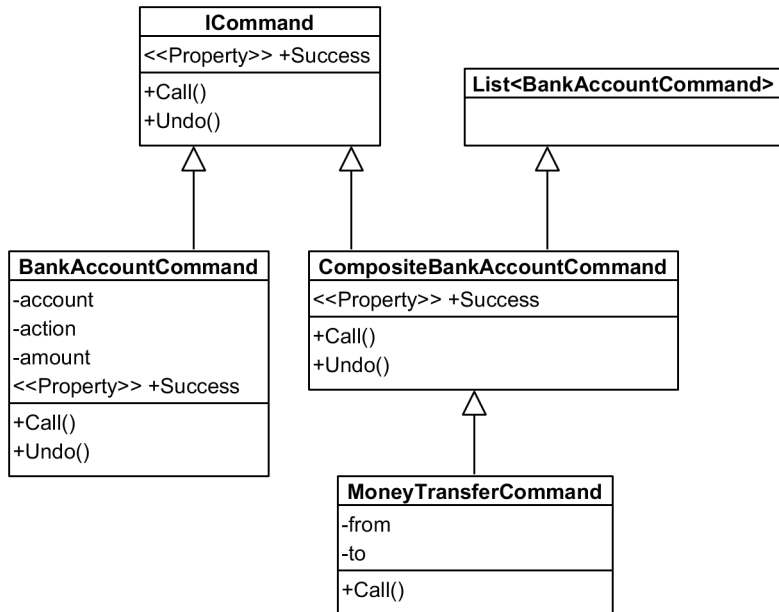 ICommand
<<Property>> +Success
+Call()
+Undo()
List<BankAccountCommand>
BankAccountCommand
-account
-action
-amount
<<Property>> +Success
+Call()
+Undo()
CompositeBankAccountCommand
<<Property>> +Success
+Call()
+Undo()
MoneyTransferCommand
-from
-to
+Call()